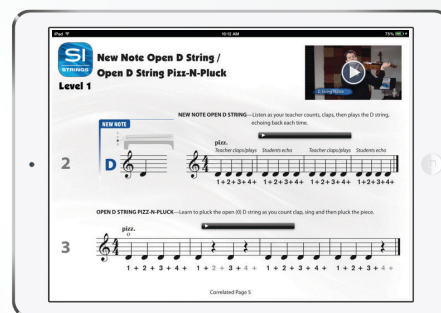 iPad
10:12 AM
75%
SI
STRINGS
Level 1
New Note Open D String /
Open D String Pizz-N-Pluck
D String Pizz-N
NEW NOTE OPEN D STRING—Listen as your teacher counts, claps, then plays the D string,
echoing back each time.
NEW NOTE
pizz.
Teacher claps/plays Students echo Teacher claps/plays Students echo
2
D
4
4
1+2+3+4+ 1+2+3+4+ 1+2+3+4+ 1+2+3+4+
OPEN D STRING PIZZ-N-PLUCK—Learn to pluck the open (0) D string as you count clap, sing and then pluck the piece.
pizz.
0
3
4
4
1 + 2 + 3 + 4 + 1 + 2 + 3 + 4 + 1 + 2 + 3 + 4 + 1 + 2 + 3 + 4 +
Correlated Page 5